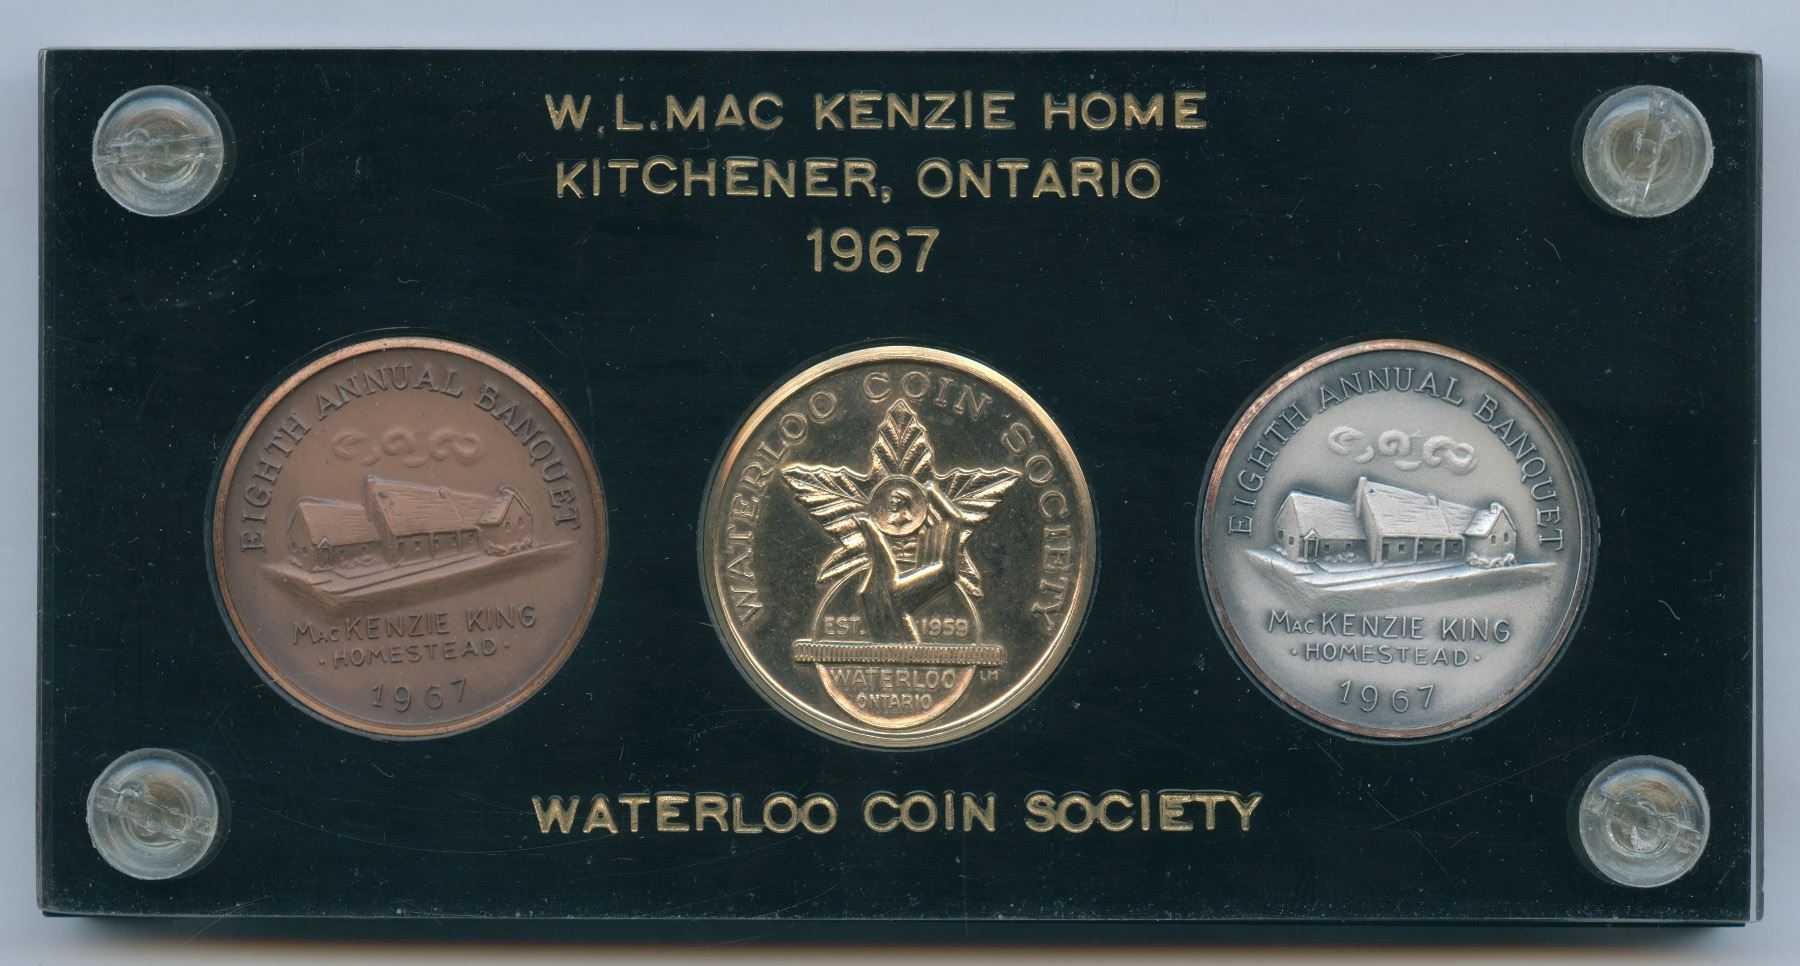 W.L.MAC KENZIE HOME
KITCHENER, ONTARIO
1967
EIGHTH ANNUAL BANQUET
MacKENZIE KING
·HOMESTEAD·
1967
WATERLOO COIN SOCIETY
EST. 1959
WATERLOO LM
ONTARIO
EIGHTH ANNUAL BANQUET
MacKENZIE KING
·HOMESTEAD·
1967
WATERLOO COIN SOCIETY